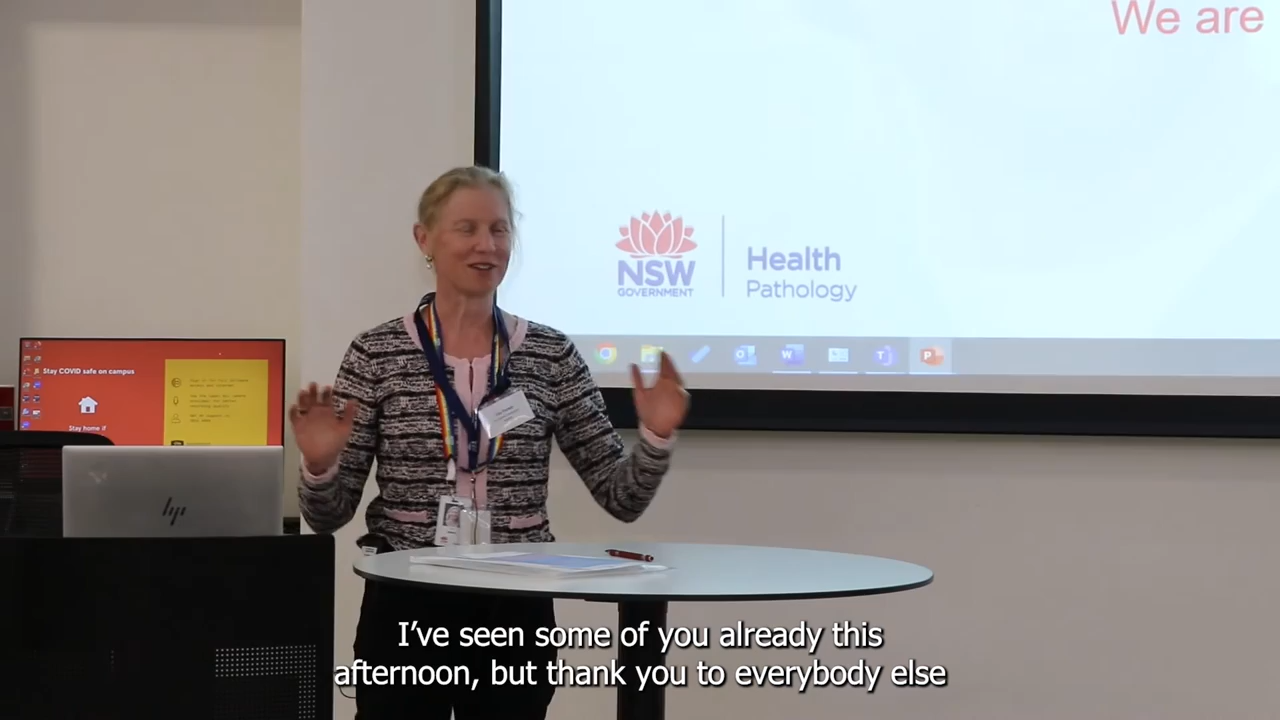 We are
NSW
GOVERNMENT
Health
Pathology
Stay COVID safe on campus
Stay home if
hp
I've seen some of you already this
afternoon, but thank you to everybody else